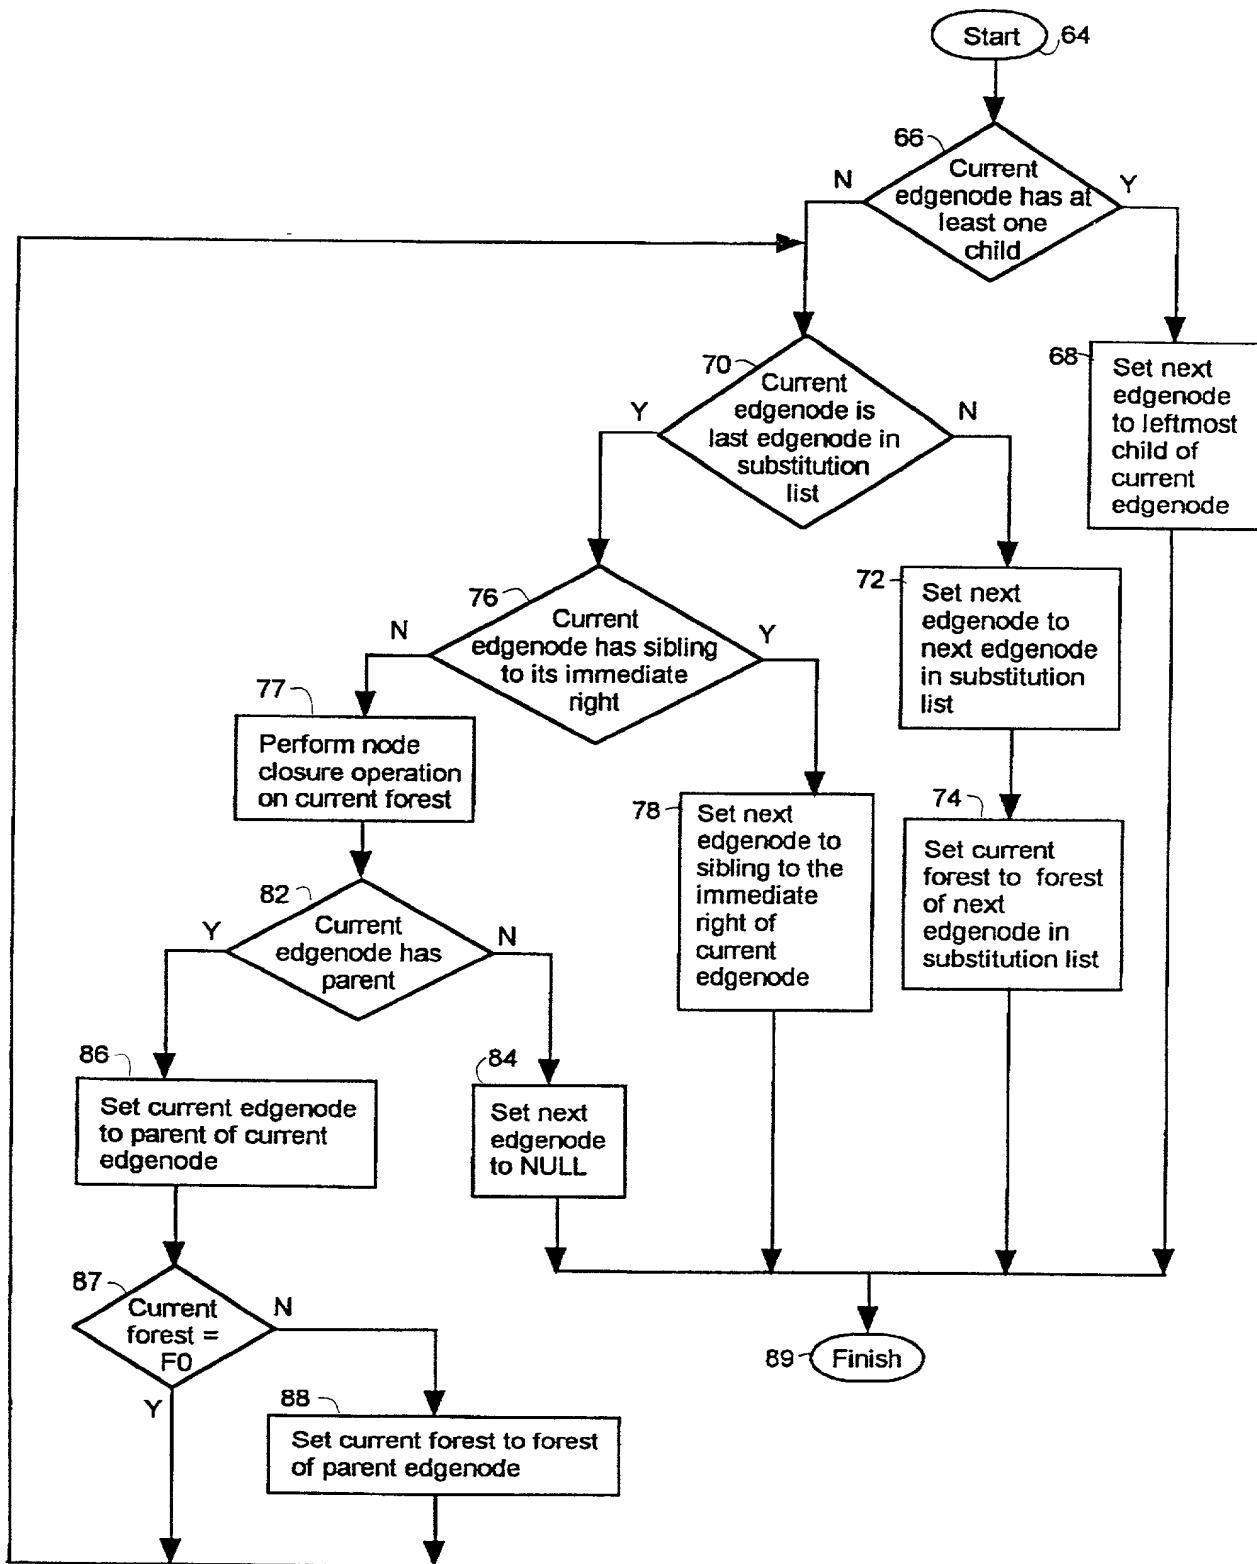 Start
64
66
Current
edgenode has at
least one
child
N
Y
70
Current
edgenode is
last edgenode in
substitution
list
Y
N
68
Set next
edgenode
to leftmost
child of
current
edgenode
76
Current
edgenode has sibling
to its immediate
right
N
Y
72
Set next
edgenode to
next edgenode
in substitution
list
77
Perform node
closure operation
on current forest
78
Set next
edgenode to
sibling to the
immediate
right of
current
edgenode
74
Set current
forest to forest
of next
edgenode in
substitution list
82
Current
edgenode has
parent
Y
N
86
Set current edgenode
to parent of current
edgenode
84
Set next
edgenode
to NULL
87
Current
forest =
F0
N
Y
89
Finish
88
Set current forest to forest
of parent edgenode